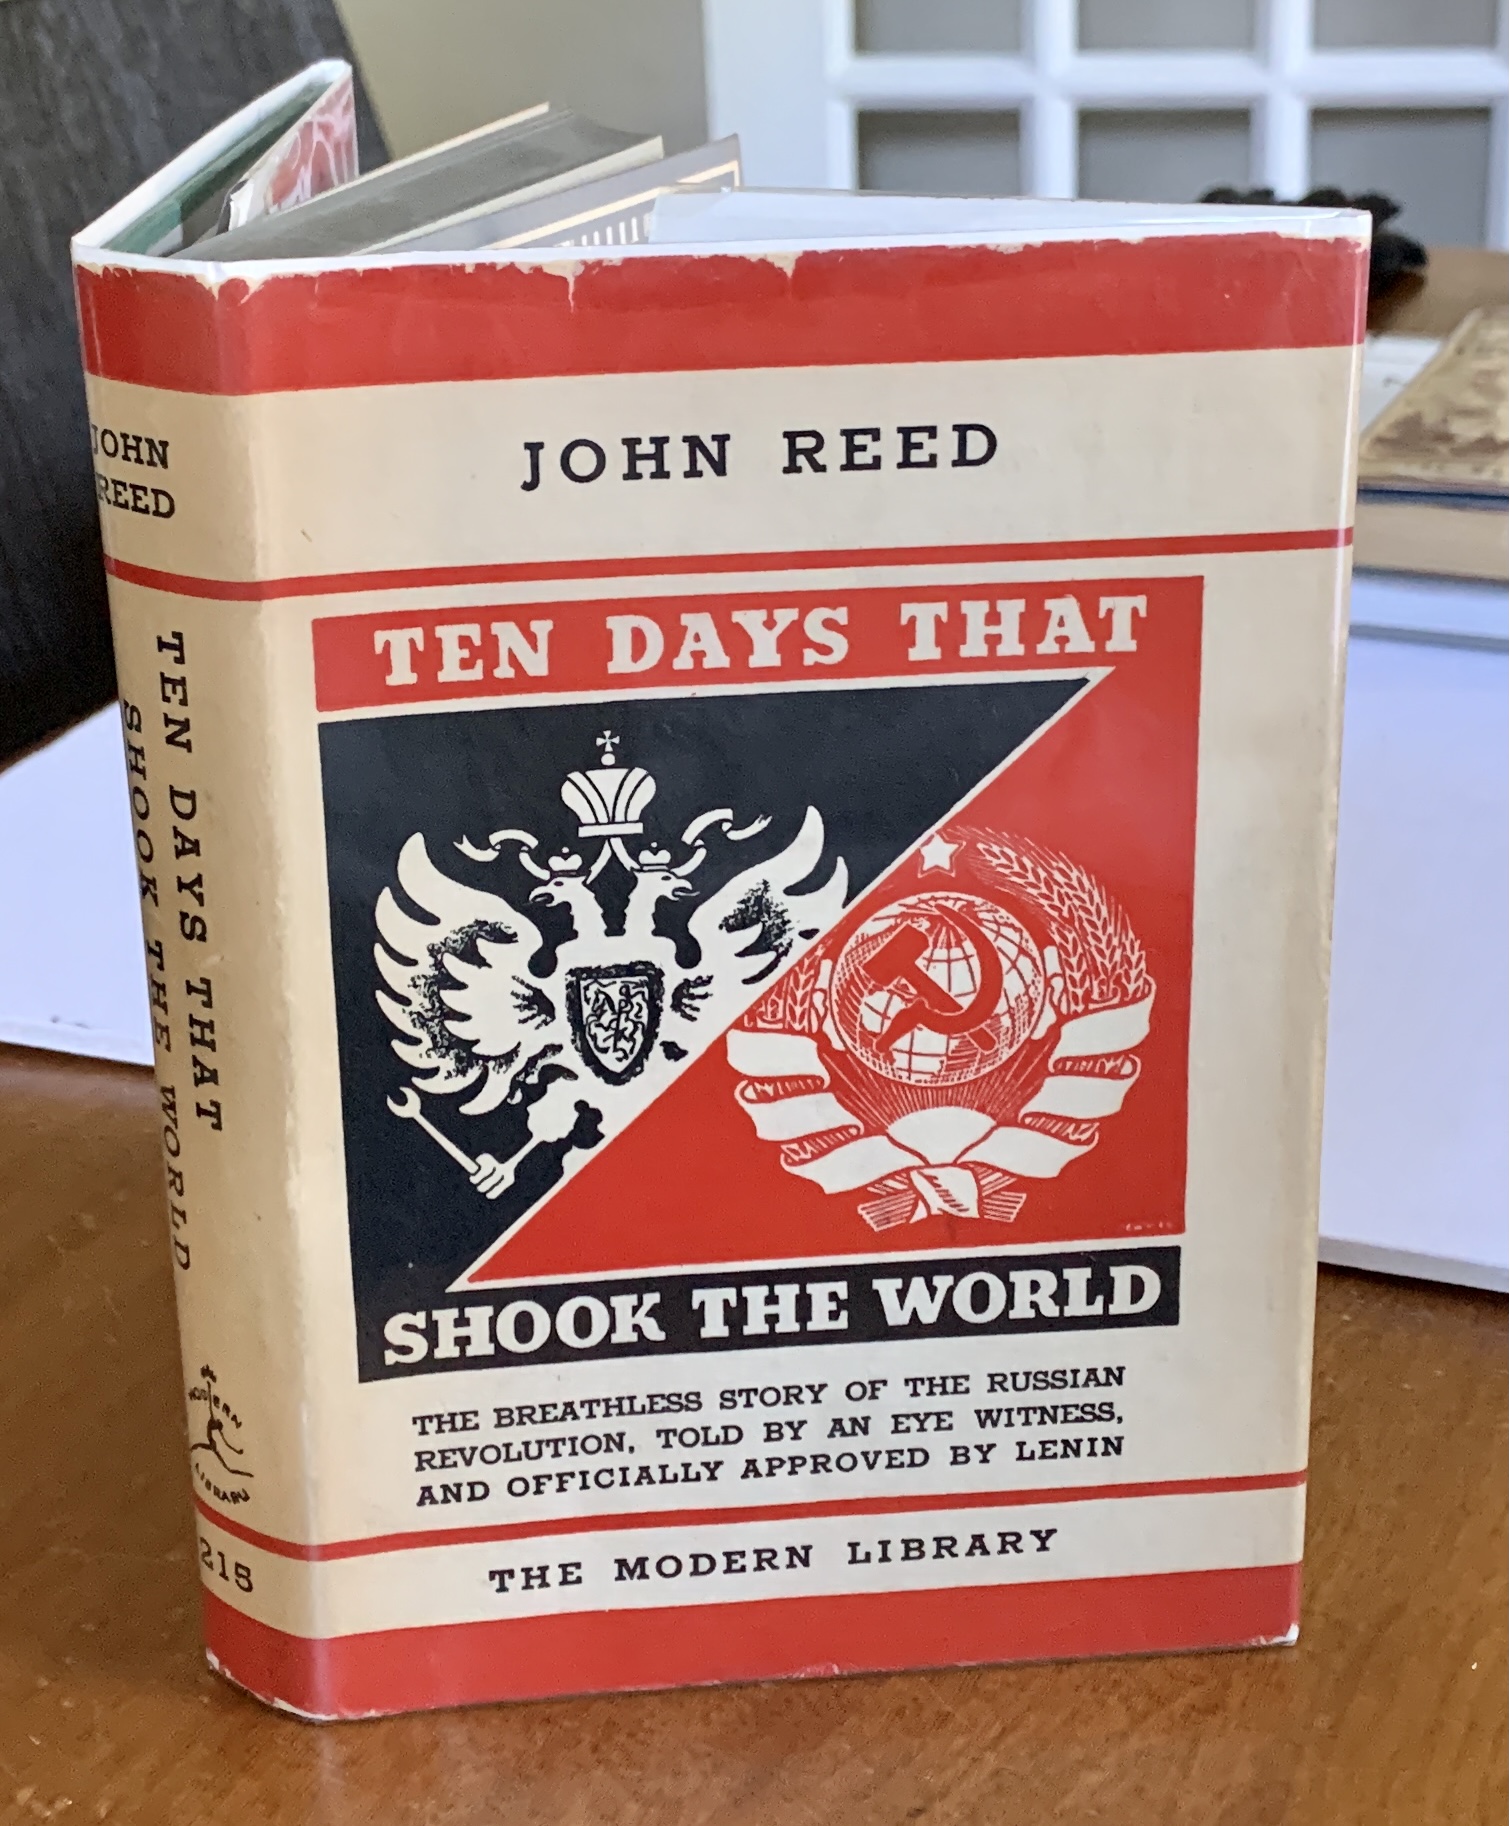 JOHN
REED
TEN DAYS THAT
SHOOK THE WORLD
MODERN
LIBRARY
215
JOHN REED
TEN DAYS THAT
SHOOK THE WORLD
THE BREATHLESS STORY OF THE RUSSIAN
REVOLUTION, TOLD BY AN EYE WITNESS,
AND OFFICIALLY APPROVED BY LENIN
THE MODERN LIBRARY